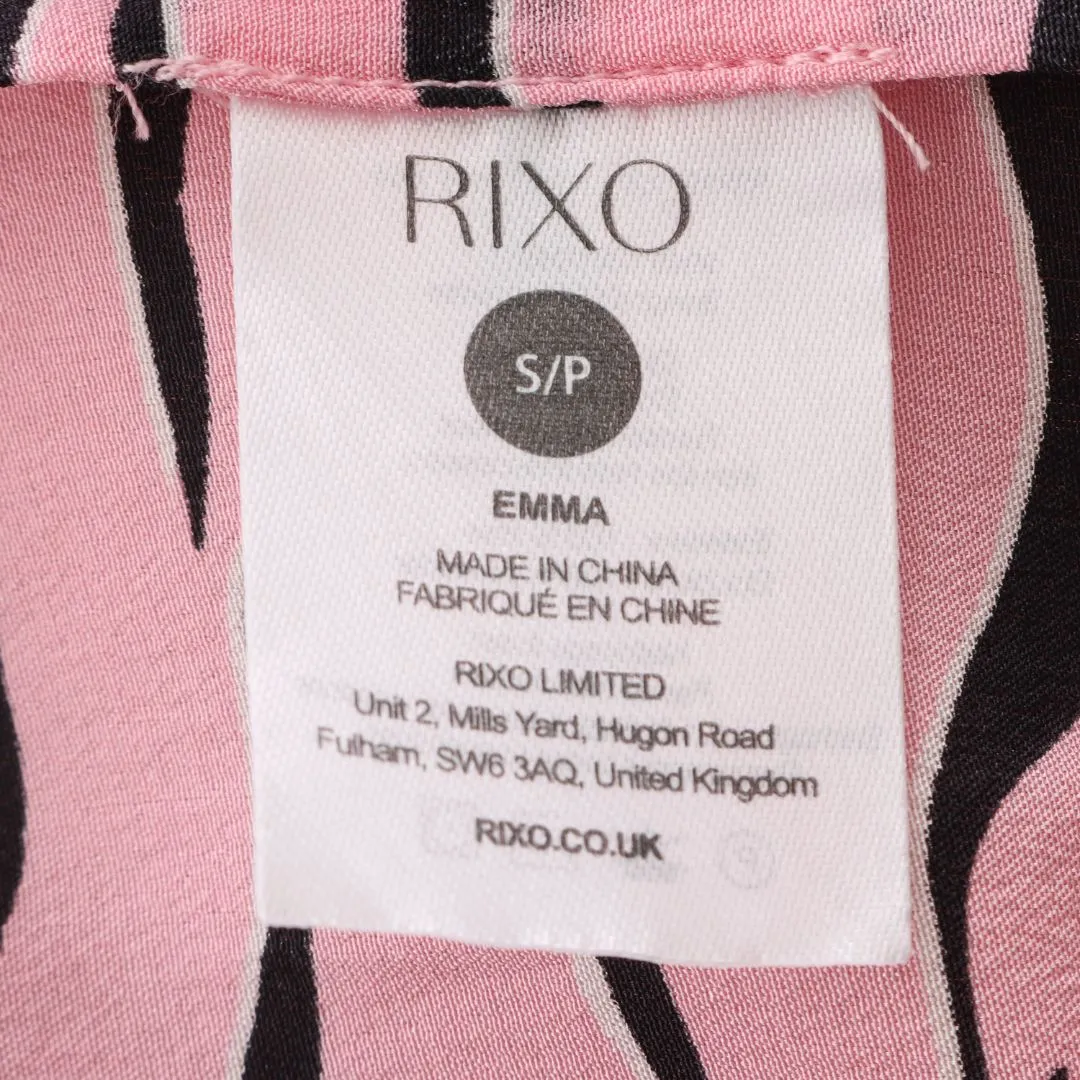 RIXO
S/P
EMMA
MADE IN CHINA
FABRIQUÉ EN CHINE
RIXO LIMITED
Unit 2, Mills Yard, Hugon Road
Fulham, SW6 3AQ, United Kingdom
RIXO.CO.UK